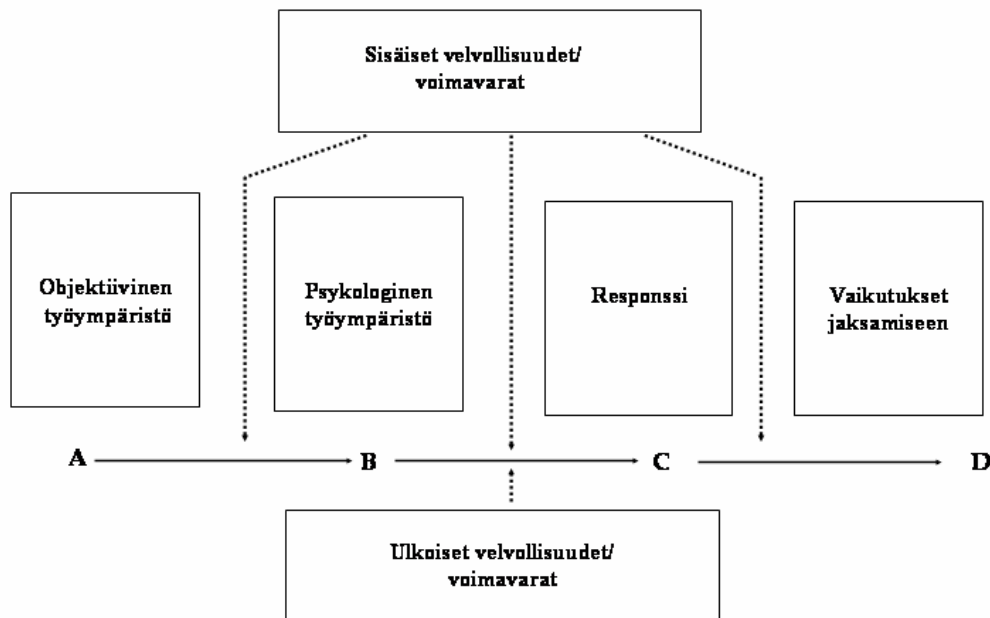 Sisäiset velvollisuudet/
voimavarat
Objektiivinen
työympäristö
Psykologinen
työympäristö
Responssi
Vaikutukset
jaksamiseen
A
B
C
D
Ulkoiset velvollisuudet/
voimavarat